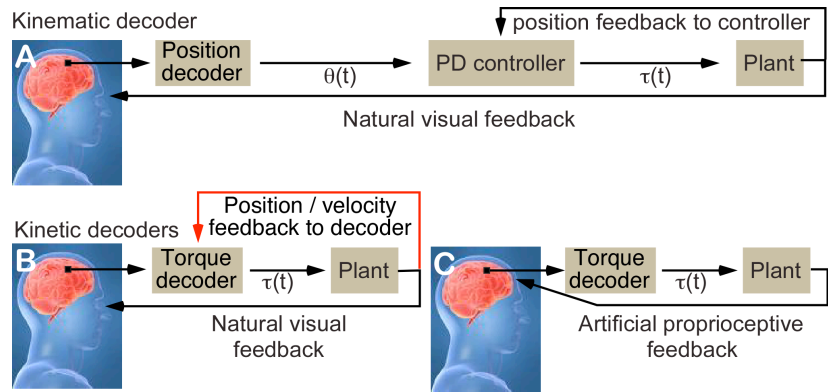 Kinematic decoder
position feedback to controller
A
Position
decoder
θ(t)
PD controller
τ(t)
Plant
Natural visual feedback
Kinetic decoders
Position / velocity
feedback to decoder
B
Torque
decoder
τ(t)
Plant
Natural visual
feedback
C
Torque
decoder
τ(t)
Plant
Artificial proprioceptive
feedback